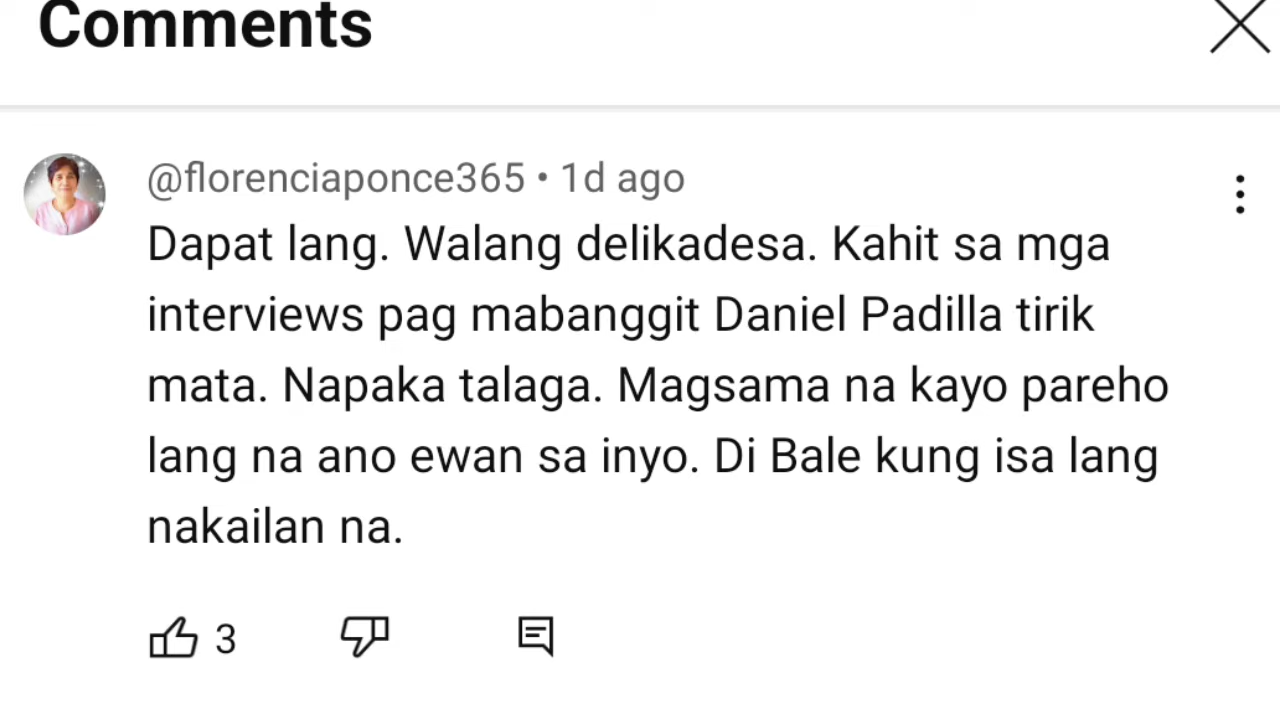 Comments
@florenciaponce365 • 1d ago
Dapat lang. Walang delikadesa. Kahit sa mga
interviews pag mabanggit Daniel Padilla tirik
mata. Napaka talaga. Magsama na kayo pareho
lang na ano ewan sa inyo. Di Bale kung isa lang
nakailan na.
3